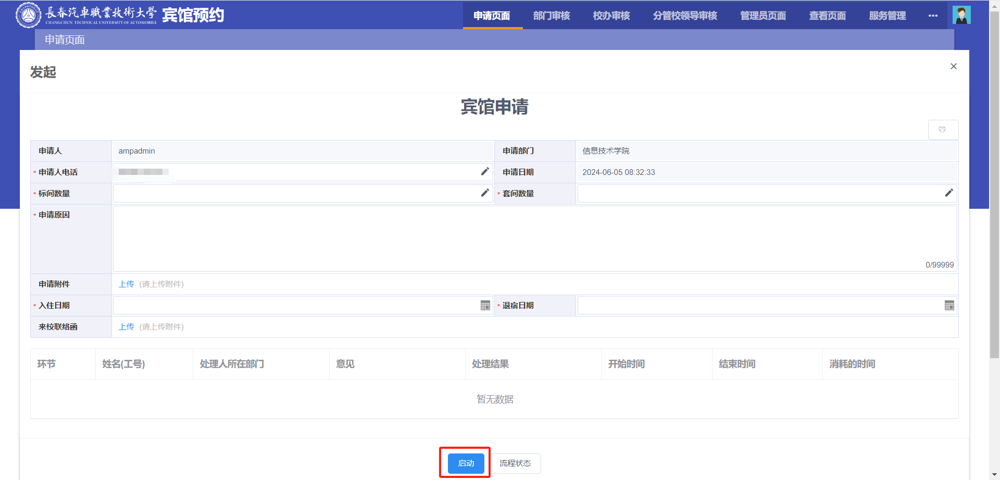 長春汽車職業技術大學
CHANGCHUN TECHNICAL UNIVERSITY OF AUTOMOBILE
宾馆预约
申请页面 部门审核 校办审核 分管校领导审核 管理员页面 查看页面 服务管理 •••
申请页面
发起
宾馆申请
申请人 ampadmin 申请部门 信息技术学院
* 申请人电话 申请日期 2024-06-05 08:32:33
* 标间数量 * 套间数量
* 申请原因
0/99999
申请附件 上传 (请上传附件)
* 入住日期 * 退宿日期
来校联络函 上传 (请上传附件)
环节 姓名(工号) 处理人所在部门 意见 处理结果 开始时间 结束时间 消耗的时间
暂无数据
启动 流程状态